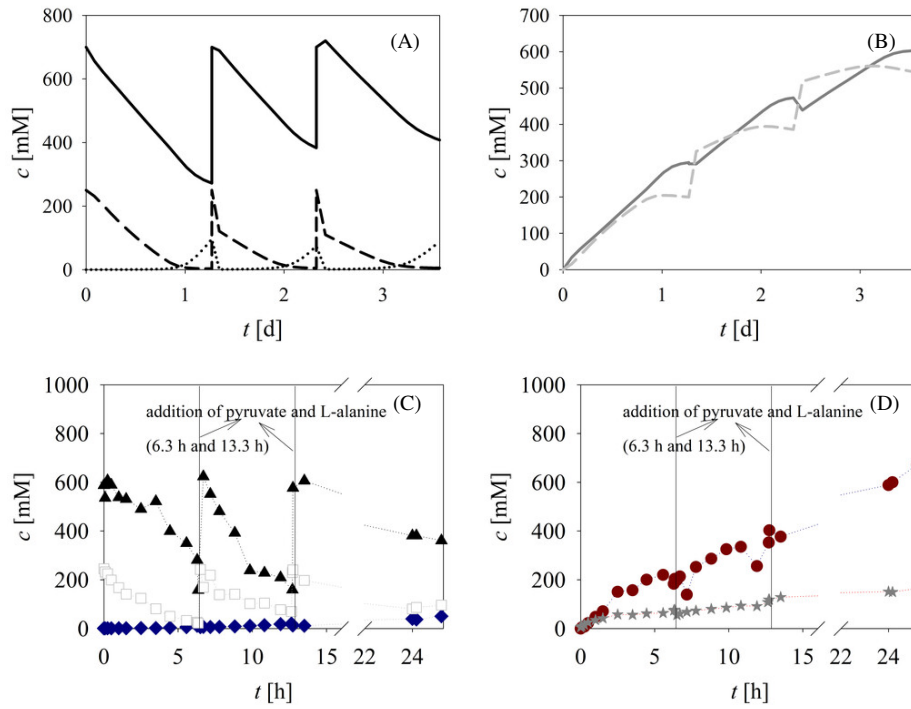 (A)
800
600
400
200
0
c [mM]
0
1
2
3
t [d]
(B)
700
600
500
400
300
200
100
0
c [mM]
0
1
2
3
t [d]
(C)
1000
800
600
400
200
0
c [mM]
addition of pyruvate and L-alanine
(6.3 h and 13.3 h)
0
5
10
15
22
24
t [h]
(D)
1000
800
600
400
200
0
c [mM]
addition of pyruvate and L-alanine
(6.3 h and 13.3 h)
0
5
10
15
22
24
t [h]